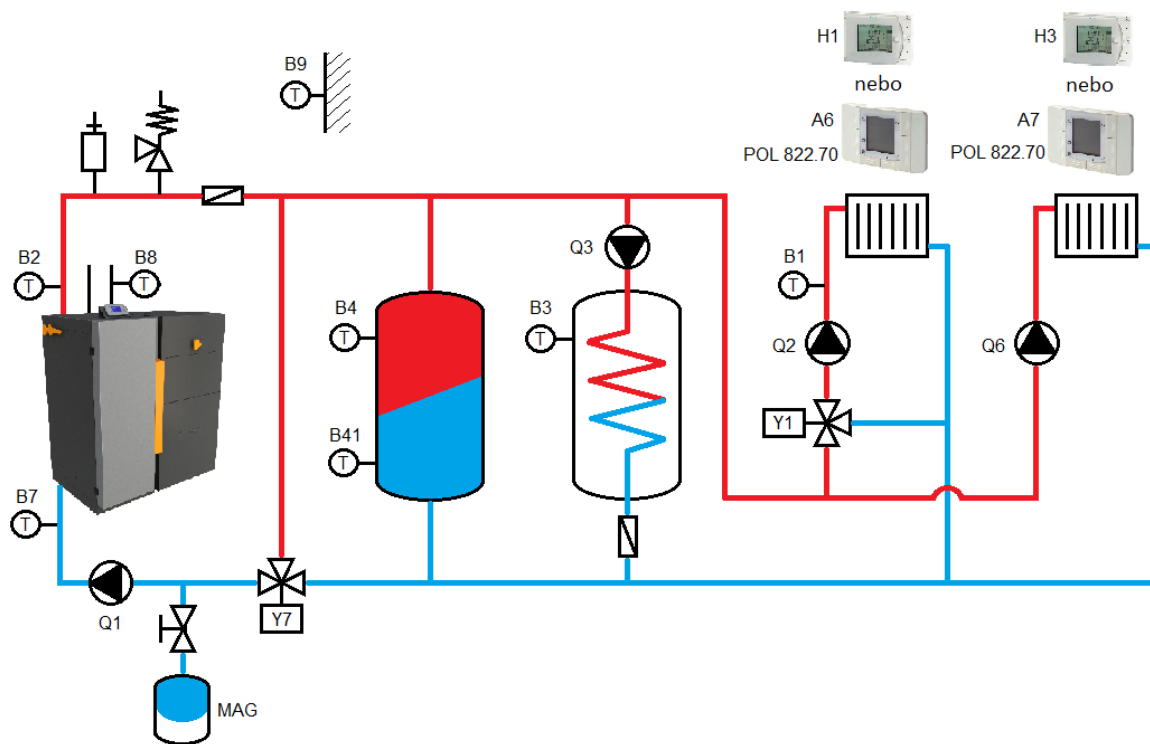 H1
H3
nebo
nebo
B9
T
A6
A7
POL 822.70
POL 822.70
B2
T
B8
T
Q3
B1
T
B4
T
B3
T
Q2
Q6
Y1
B41
T
B7
T
Q1
Y7
MAG